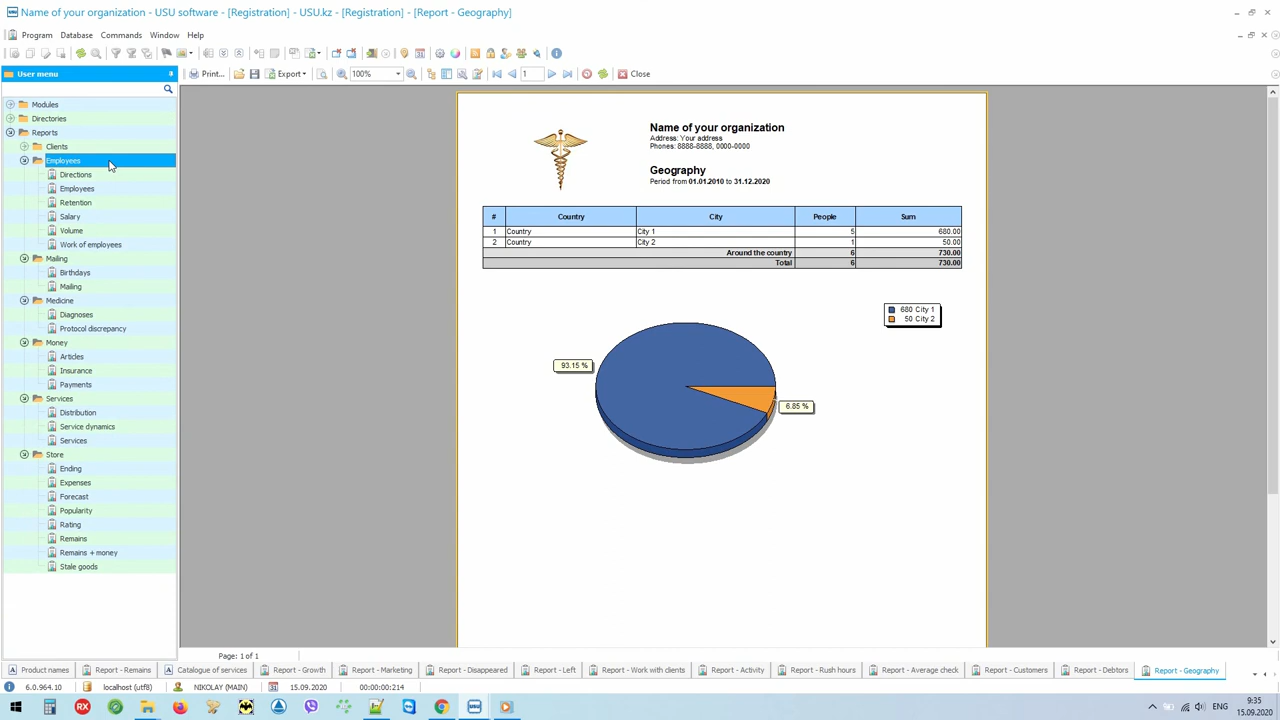 Name of your organization - USU software - [Registration] - USU.kz - [Registration] - [Report - Geography]
Program Database Commands Window Help
User menu
Print... Export 100% 1 Close
Modules
Directories
Reports
Clients
Employees
Directions
Employees
Retention
Salary
Volume
Work of employees
Mailing
Birthdays
Mailing
Medicine
Diagnoses
Protocol discrepancy
Money
Articles
Insurance
Payments
Services
Distribution
Service dynamics
Services
Store
Ending
Expenses
Forecast
Popularity
Rating
Remains
Remains + money
Stale goods
Name of your organization
Address: Your address
Phones: 8888-8888, 0000-0000
Geography
Period from 01.01.2010 to 31.12.2020
# Country City People Sum
1 Country City 1 5 680.00
2 Country City 2 1 50.00
Around the country 6 730.00
Total 6 730.00
680 City 1
50 City 2
93.15 %
6.85 %
Page: 1 of 1
Product names Report - Remains Catalogue of services Report - Growth Report - Marketing Report - Disappeared Report - Left Report - Work with clients Report - Activity Report - Rush hours Report - Average check Report - Customers Report - Debtors Report - Geography
6.0.964.10 localhost (utf8) NIKOLAY (MAIN) 15.09.2020 00:00:00:214
RX USU ENG 9:35
15.09.2020